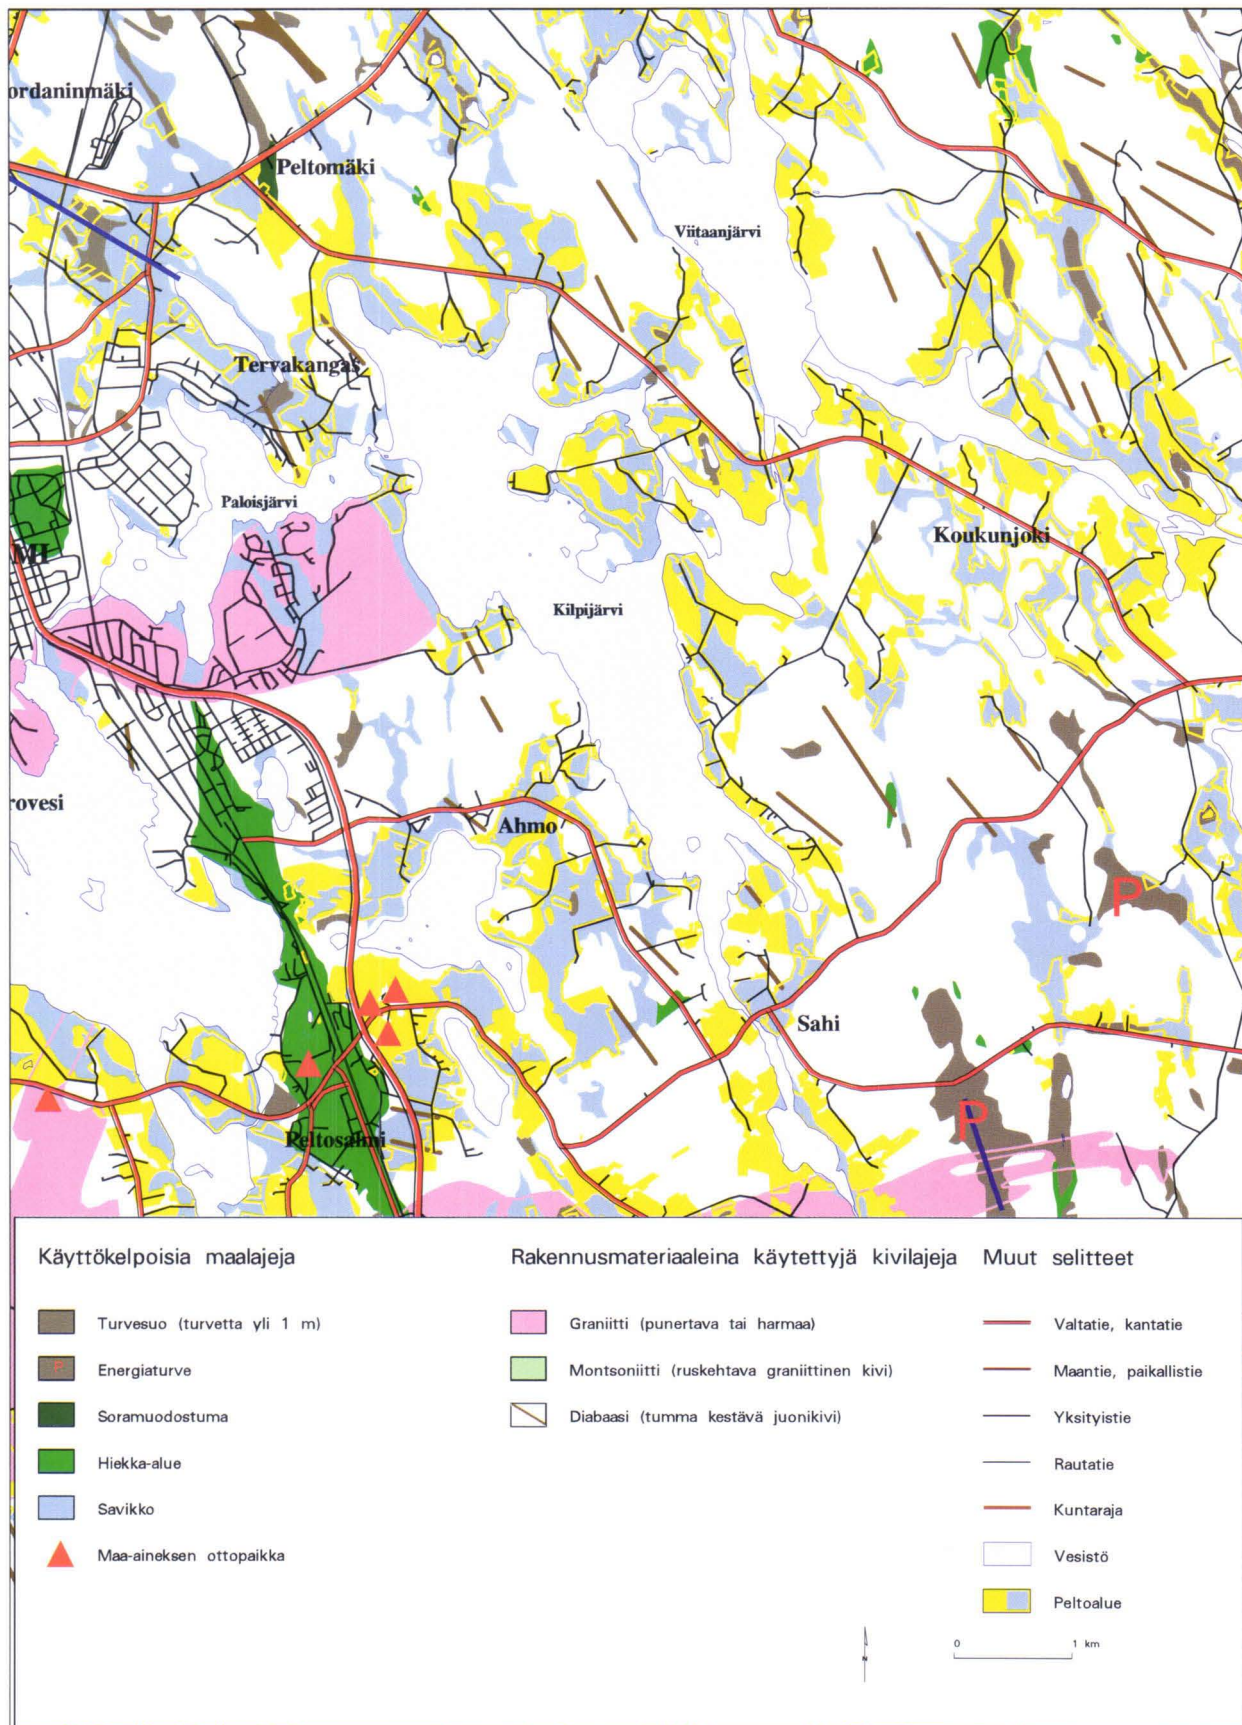 ordaninmäki
Peltomäki
Viitaanjärvi
Tervakangas
Paloisjärvi
MI
Koukunjoki
Kilpijärvi
rovesi
Ahmo
P
Sahi
P
Peltosalmi
Käyttökelpoisia maalajeja
Turvesuo (turvetta yli 1 m)
P Energiaturve
Soramuodostuma
Hiekka-alue
Savikko
Maa-aineksen ottopaikka
Rakennusmateriaaleina käytettyjä kivilajeja
Graniitti (punertava tai harmaa)
Montsoniitti (ruskehtava graniittinen kivi)
Diabaasi (tumma kestävä juonikivi)
Muut selitteet
Valtatie, kantatie
Maantie, paikallistie
Yksityistie
Rautatie
Kuntaraja
Vesistö
Peltoalue
N
0 1 km